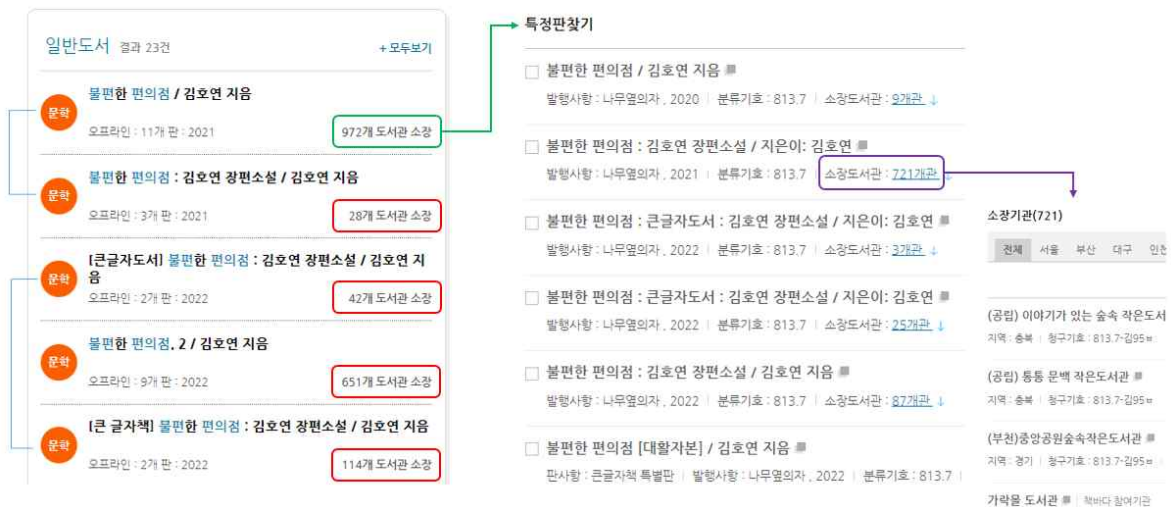 일반도서 결과 23건 + 모두보기
문학
불편한 편의점 / 김호연 지음
오프라인 : 11개 판 : 2021 972개 도서관 소장
문학
불편한 편의점 : 김호연 장편소설 / 김호연 지음
오프라인 : 3개 판 : 2021 28개 도서관 소장
문학
[큰글자도서] 불편한 편의점 : 김호연 장편소설 / 김호연 지
음
오프라인 : 2개 판 : 2022 42개 도서관 소장
문학
불편한 편의점. 2 / 김호연 지음
오프라인 : 9개 판 : 2022 651개 도서관 소장
문학
[큰 글자책] 불편한 편의점 : 김호연 장편소설 / 김호연 지음
오프라인 : 2개 판 : 2022 114개 도서관 소장
특정판찾기
불편한 편의점 / 김호연 지음
발행사항 : 나무옆의자 , 2020 | 분류기호 : 813.7 | 소장도서관 : 9개관 ↓
불편한 편의점 : 김호연 장편소설 / 지은이: 김호연
발행사항 : 나무옆의자 , 2021 | 분류기호 : 813.7 | 소장도서관 : 721개관 ↓
불편한 편의점 : 큰글자도서 : 김호연 장편소설 / 지은이: 김호연
발행사항 : 나무옆의자 , 2022 | 분류기호 : 813.7 | 소장도서관 : 3개관 ↓
불편한 편의점 : 큰글자도서 : 김호연 장편소설 / 지은이: 김호연
발행사항 : 나무옆의자 , 2022 | 분류기호 : 813.7 | 소장도서관 : 25개관 ↓
불편한 편의점 : 김호연 장편소설 / 김호연 지음
발행사항 : 나무옆의자 , 2022 | 분류기호 : 813.7 | 소장도서관 : 87개관 ↓
불편한 편의점 [대활자본] / 김호연 지음
판사항 : 큰글자책 특별판 | 발행사항 : 나무옆의자 , 2022 | 분류기호 : 813.7 |
소장기관(721)
전체 서울 부산 대구 인천
(공립) 이야기가 있는 숲속 작은도서
지역 : 충북 | 청구기호 : 813.7-김95ㅂ
(공립) 통통 문백 작은도서관
지역 : 충북 | 청구기호 : 813.7-김95ㅂ
(부천)중앙공원숲속작은도서관
지역 : 경기 | 청구기호 : 813.7-김95ㅂ
가락몰 도서관 | 책바다 참여기관